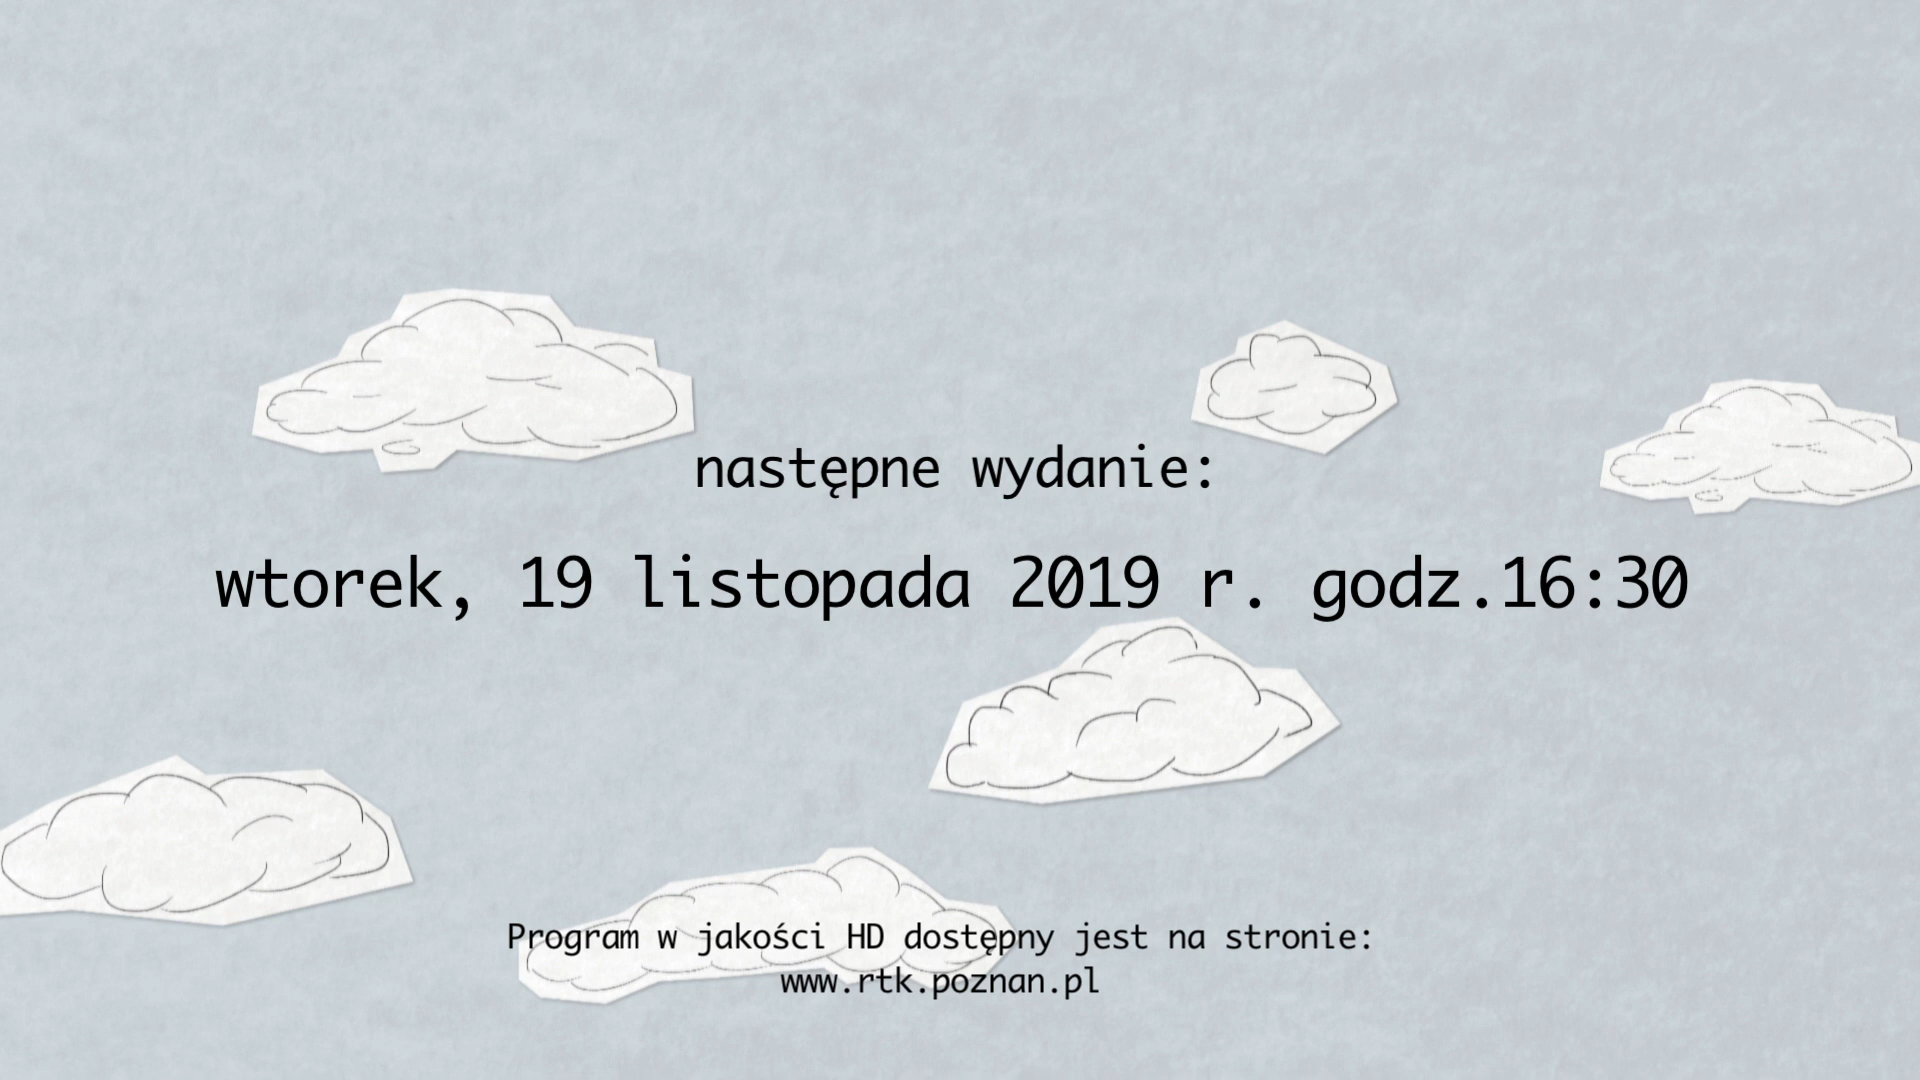 następne wydanie:
wtorek, 19 listopada 2019 r. godz.16:30
Program w jakości HD dostępny jest na stronie:
www.rtk.poznan.pl